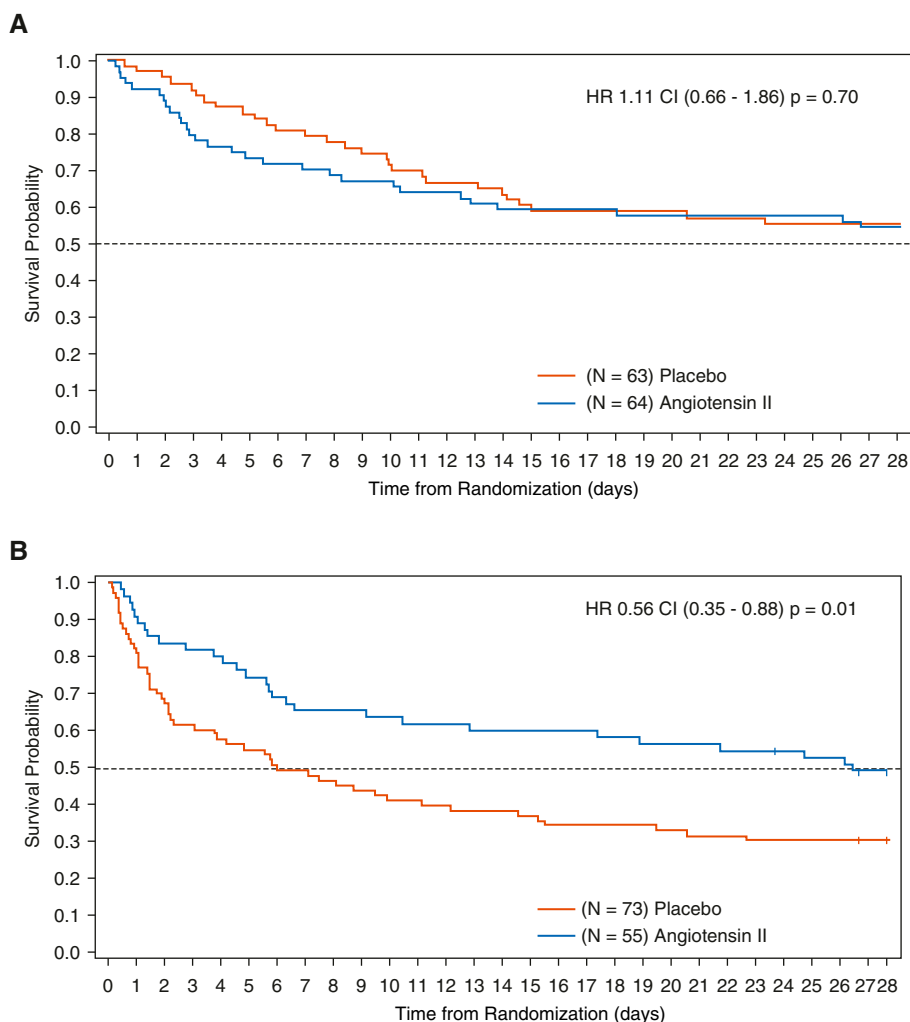 A
1.0
0.9
0.8
0.7
0.6
0.5
0.4
0.3
0.2
0.1
0.0
Survival Probability
HR 1.11 CI (0.66 - 1.86) p = 0.70
(N = 63) Placebo
(N = 64) Angiotensin II
0 1 2 3 4 5 6 7 8 9 10 11 12 13 14 15 16 17 18 19 20 21 22 23 24 25 26 27 28
Time from Randomization (days)
B
1.0
0.9
0.8
0.7
0.6
0.5
0.4
0.3
0.2
0.1
0.0
Survival Probability
HR 0.56 CI (0.35 - 0.88) p = 0.01
(N = 73) Placebo
(N = 55) Angiotensin II
0 1 2 3 4 5 6 7 8 9 10 11 12 13 14 15 16 17 18 19 20 21 22 23 24 25 26 27 28
Time from Randomization (days)